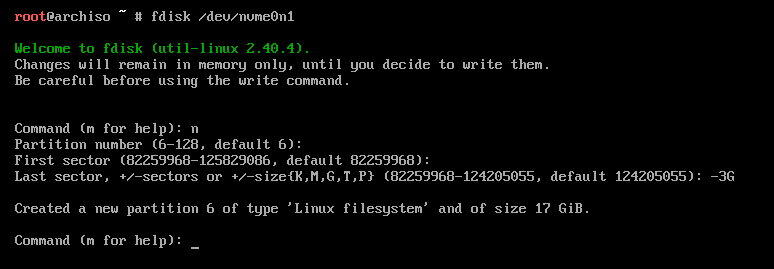 root@archiso ~ # fdisk /dev/nvme0n1
Welcome to fdisk (util-linux 2.40.4).
Changes will remain in memory only, until you decide to write them.
Be careful before using the write command.
Command (m for help): n
Partition number (6-128, default 6):
First sector (82259968-125829086, default 82259968):
Last sector, +/-sectors or +/-size{K,M,G,T,P} (82259968-124205055, default 124205055): -3G
Created a new partition 6 of type 'Linux filesystem' and of size 17 GiB.
Command (m for help): _